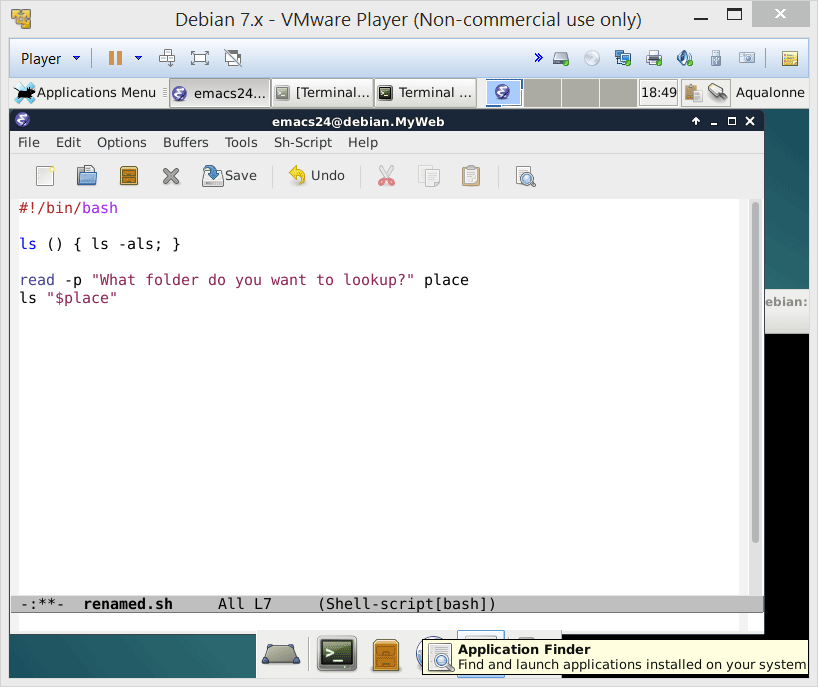 Debian 7.x - VMware Player (Non-commercial use only)
Player
Applications Menu emacs24... [Terminal... Terminal ... 18:49 Aqualonne
emacs24@debian.MyWeb
File Edit Options Buffers Tools Sh-Script Help
Save Undo
#!/bin/bash
ls () { ls -als; }
read -p "What folder do you want to lookup?" place
ls "$place"
ebian:
-:**- renamed.sh All L7 (Shell-script[bash])
Application Finder
Find and launch applications installed on your system